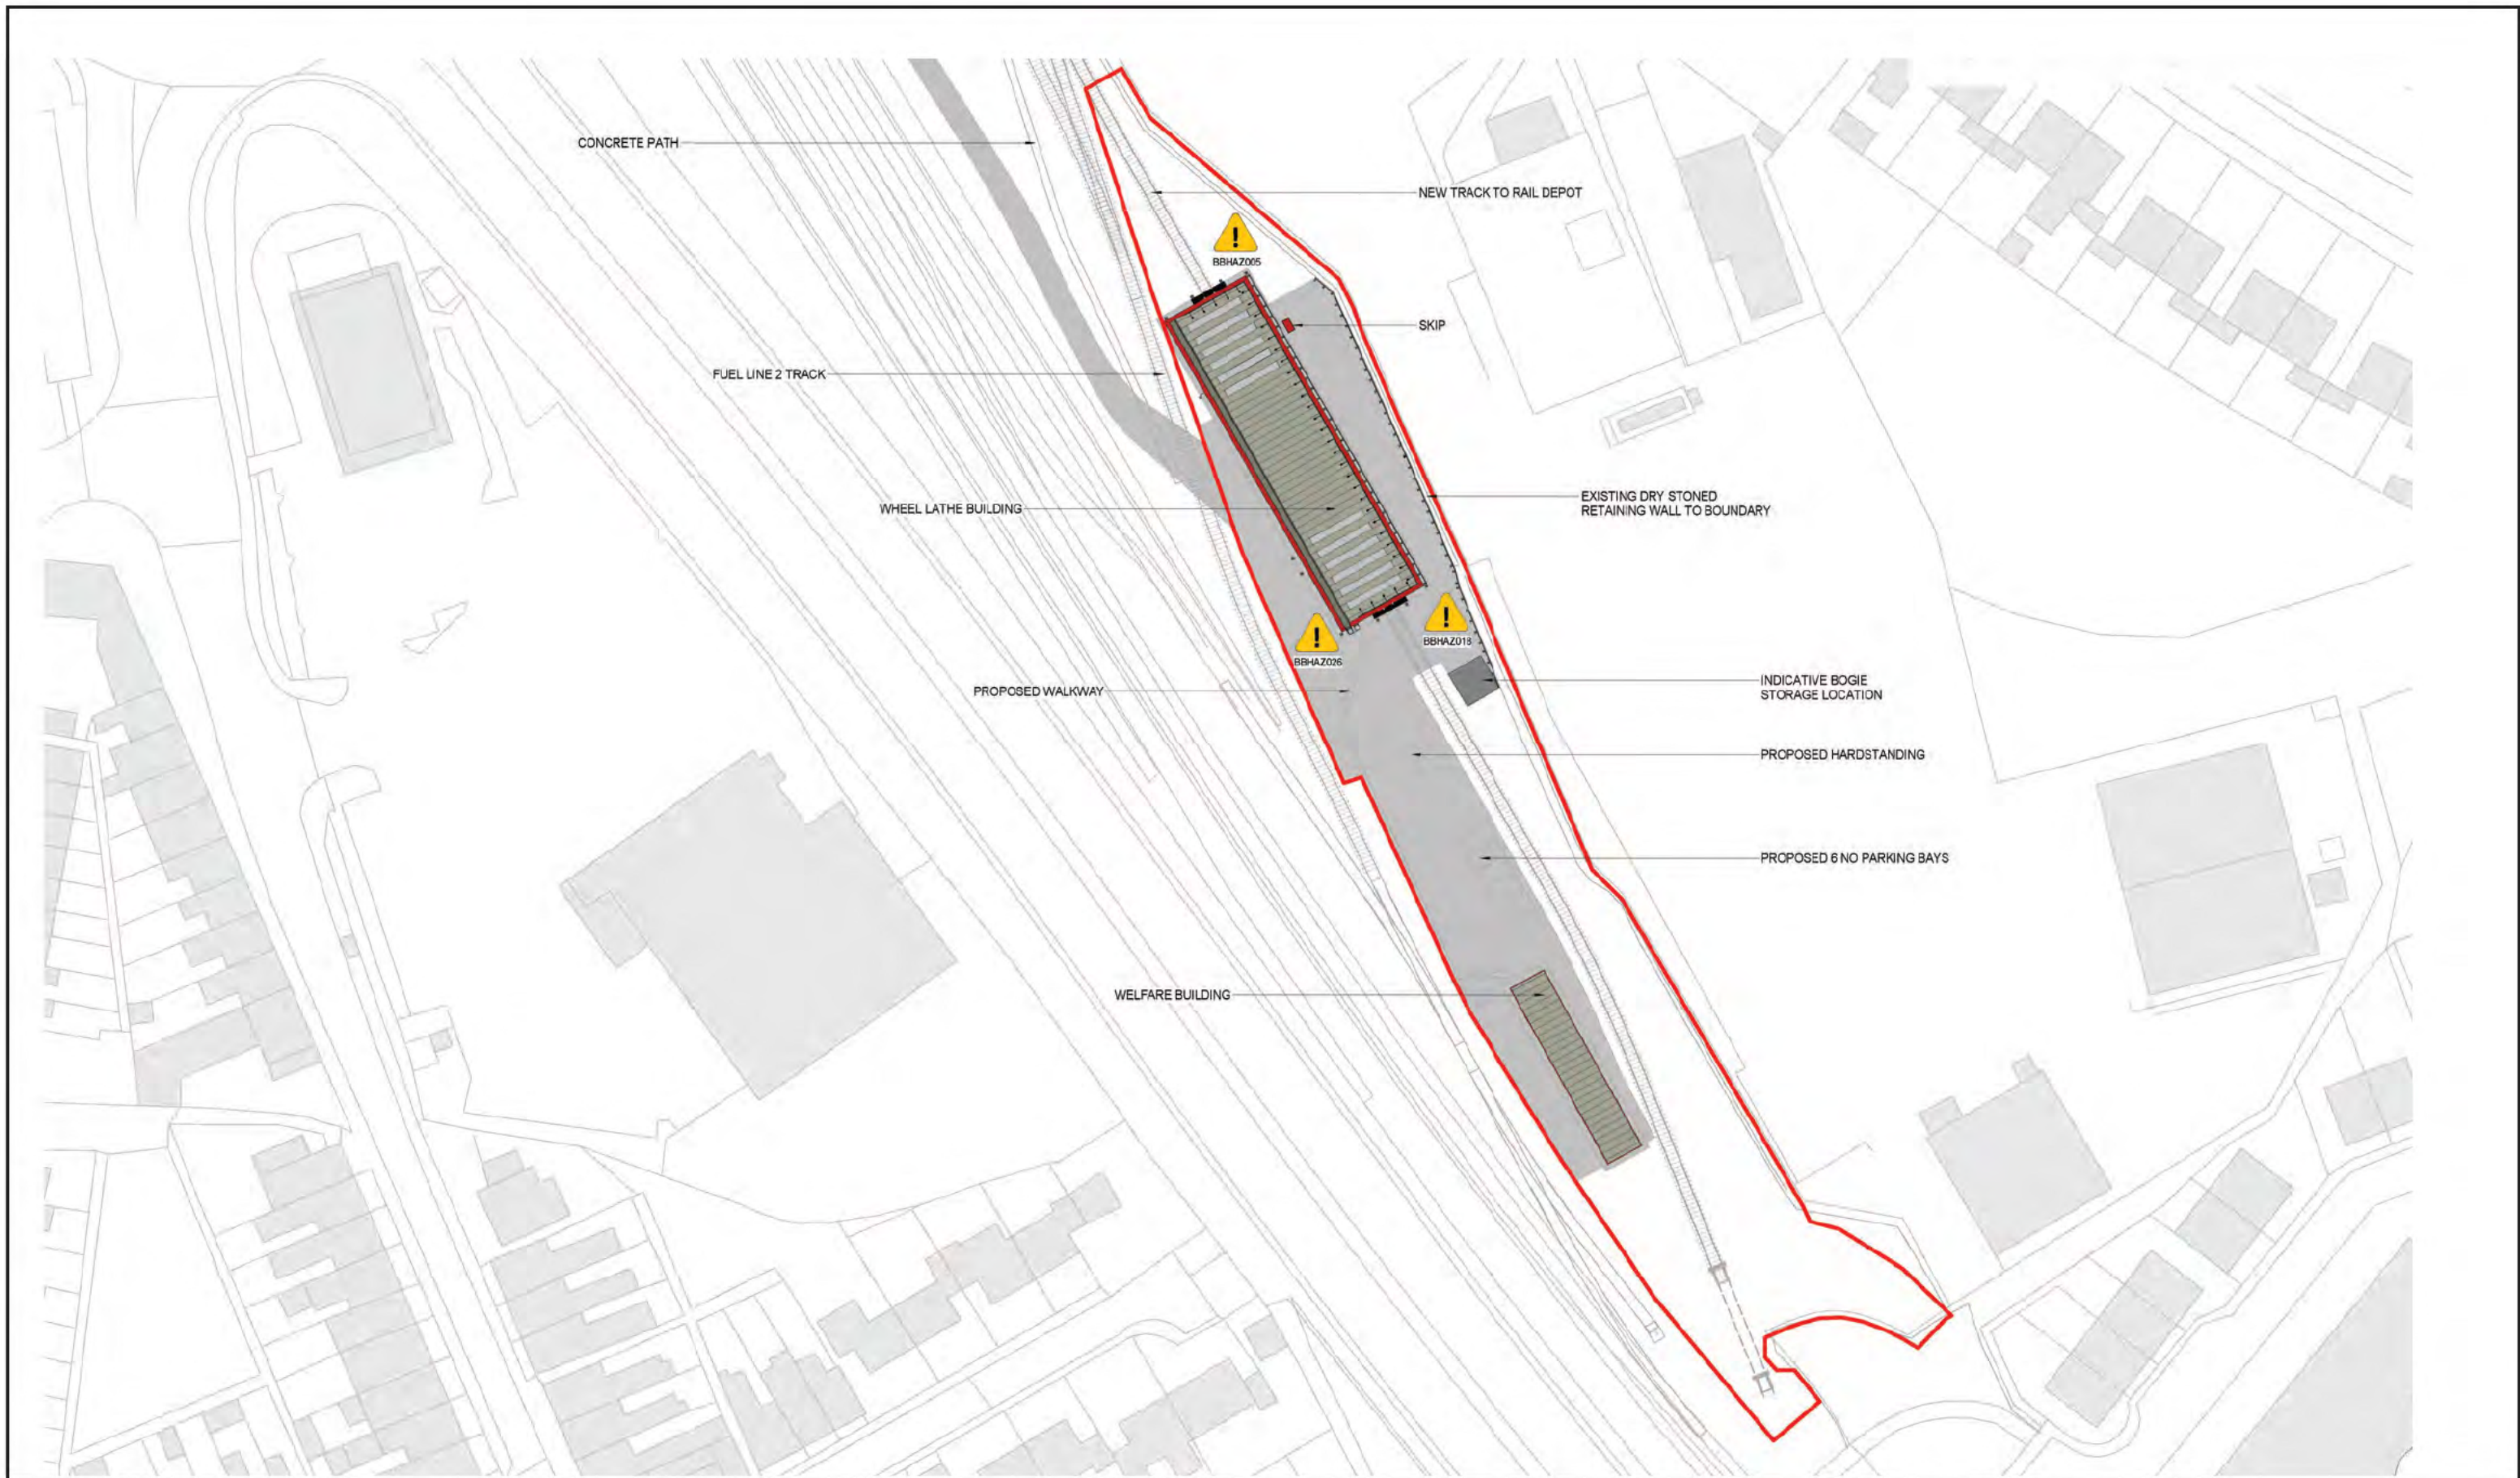 CONCRETE PATH
NEW TRACK TO RAIL DEPOT
!
BBHAZ005
SKIP
FUEL LINE 2 TRACK
EXISTING DRY STONED
RETAINING WALL TO BOUNDARY
WHEEL LATHE BUILDING
!
BBHAZ018
!
BBHAZ026
INDICATIVE BOGIE
STORAGE LOCATION
PROPOSED WALKWAY
PROPOSED HARDSTANDING
PROPOSED 6 NO PARKING BAYS
WELFARE BUILDING